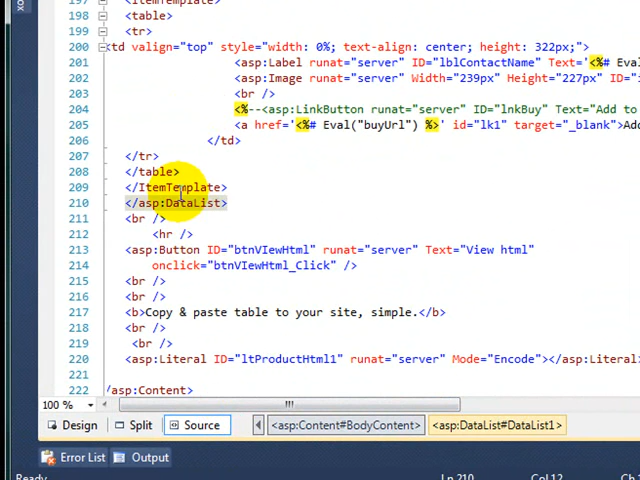 197 <ItemTemplate>
198 <table>
199 <tr>
200 <td valign="top" style="width: 0%; text-align: center; height: 322px;">
201 <asp:Label runat="server" ID="lblContactName" Text='<%# Eval
202 <asp:Image runat="server" Width="239px" Height="227px" ID="i
203 <br />
204 <%--<asp:LinkButton runat="server" ID="lnkBuy" Text="Add to
205 <a href='<%# Eval("buyUrl") %>' id="lk1" target="_blank">Add
206 </td>
207 </tr>
208 </table>
209 </ItemTemplate>
210 </asp:DataList>
211 <br />
212 <hr />
213 <asp:Button ID="btnVIewHtml" runat="server" Text="View html"
214 onclick="btnVIewHtml_Click" />
215 <br />
216 <br />
217 <b>Copy & paste table to your site, simple.</b>
218 <br />
219 <br />
220 <asp:Literal ID="ltProductHtml1" runat="server" Mode="Encode"></asp:Literal>
221
222 /asp:Content>
100 %
Design Split Source <asp:Content#BodyContent> <asp:DataList#DataList1>
Error List Output
Ready Ln 210 Col 12 Ch